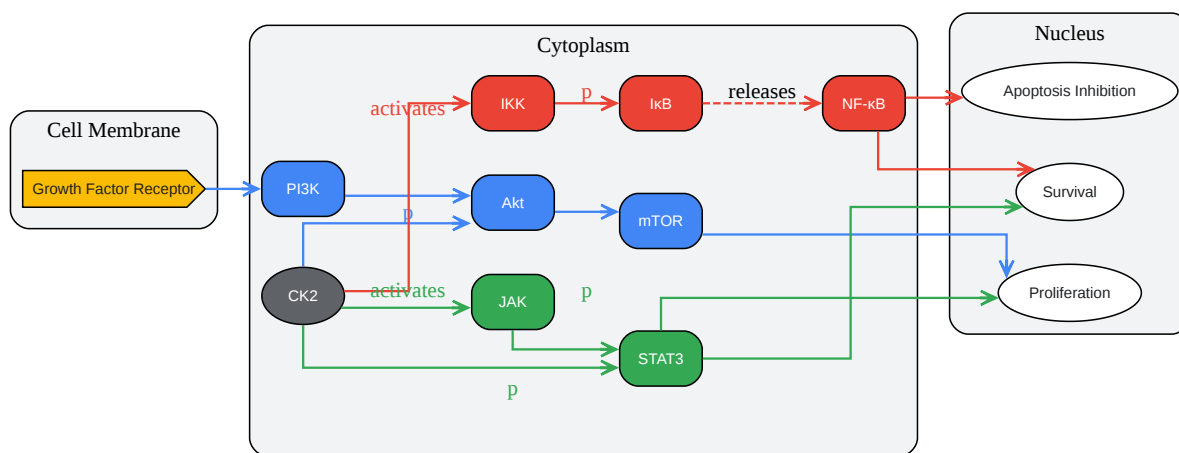 Cell Membrane
Growth Factor Receptor
Cytoplasm
activates
IKK
p
IκB
releases
NF-κB
PI3K
p
Akt
mTOR
CK2
activates
JAK
p
STAT3
p
Nucleus
Apoptosis Inhibition
Survival
Proliferation